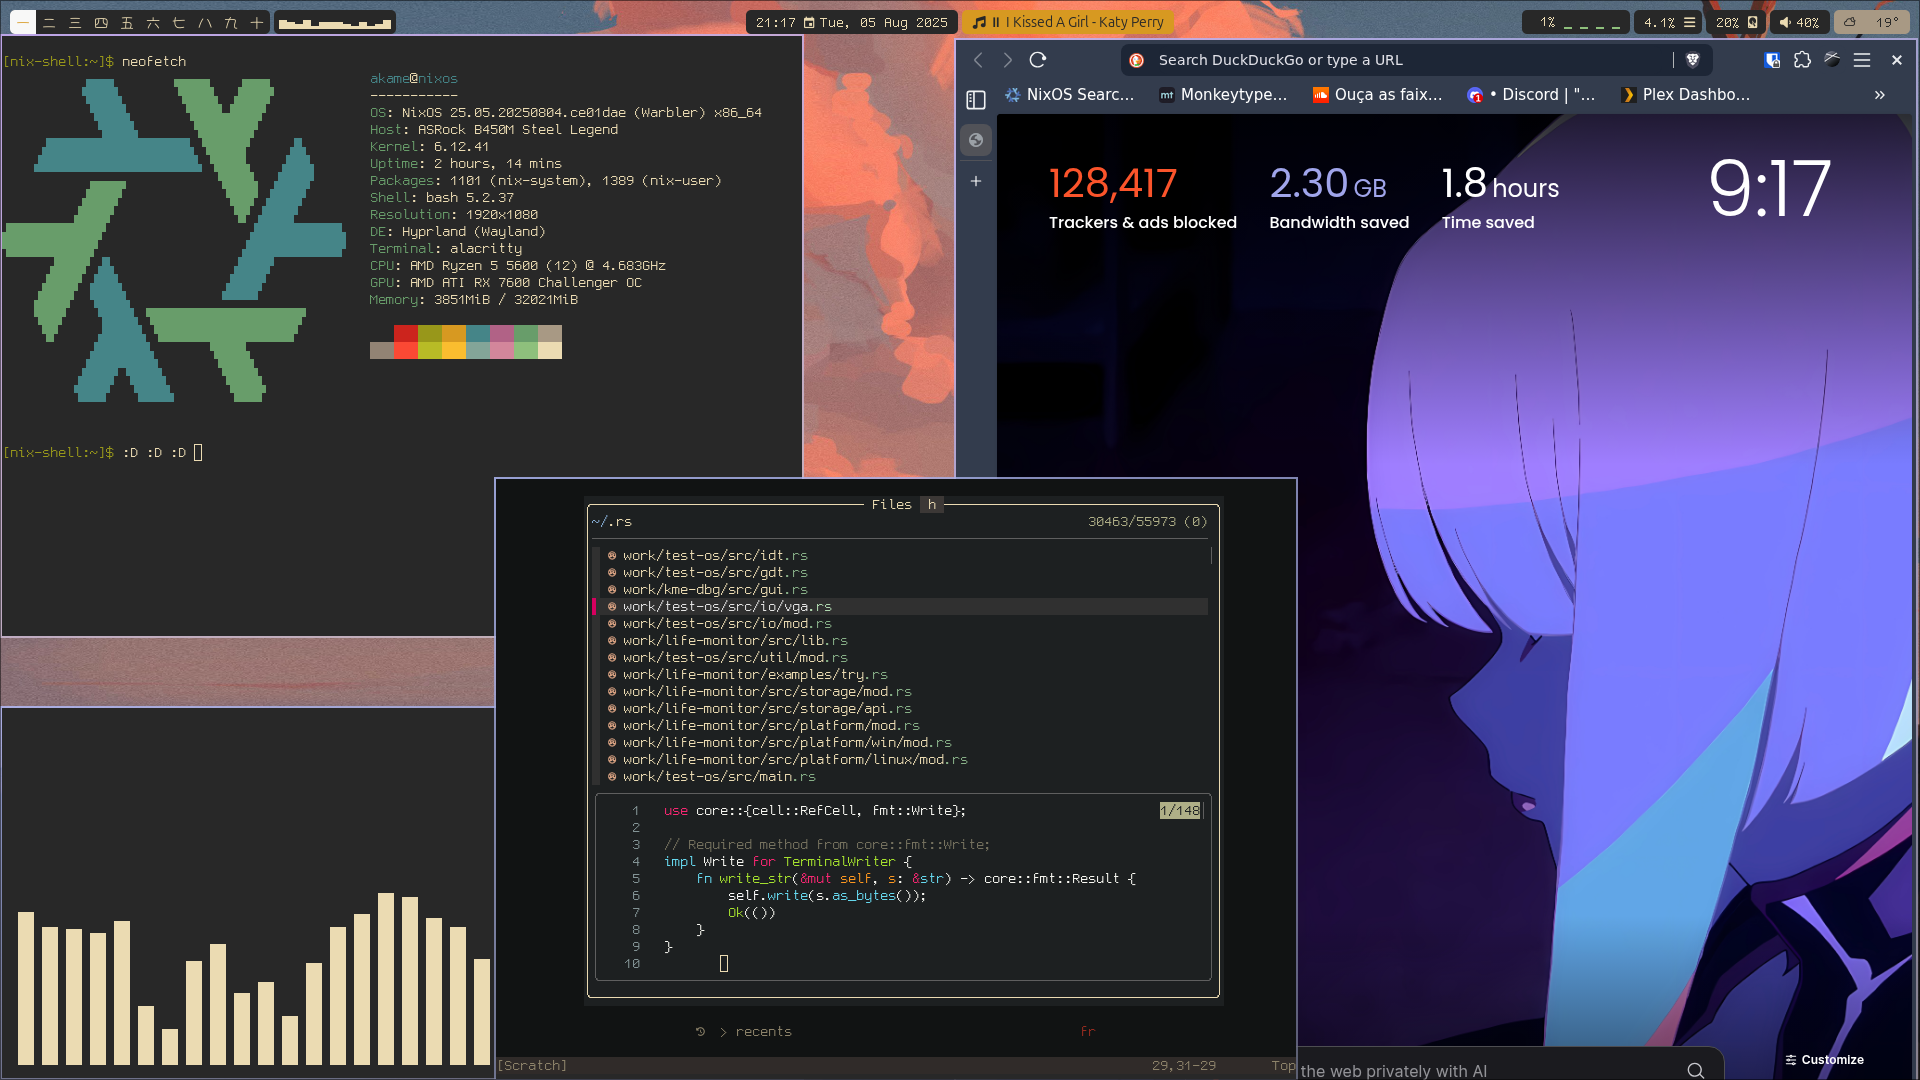 一 二 三 四 五 六 七 八 九 十
21:17 Tue, 05 Aug 2025
I Kissed A Girl - Katy Perry
1% _ _ _ _
4.1%
20%
40%
19°
[nix-shell:~]$ neofetch
akame@nixos
-----------
OS: NixOS 25.05.20250804.ce01dae (Warbler) x86_64
Host: ASRock B450M Steel Legend
Kernel: 6.12.41
Uptime: 2 hours, 14 mins
Packages: 1101 (nix-system), 1389 (nix-user)
Shell: bash 5.2.37
Resolution: 1920x1080
DE: Hyprland (Wayland)
Terminal: alacritty
CPU: AMD Ryzen 5 5600 (12) @ 4.683GHz
GPU: AMD ATI RX 7600 Challenger OC
Memory: 3851MiB / 32021MiB
[nix-shell:~]$ :D :D :D
Search DuckDuckGo or type a URL
NixOS Searc...
mt Monkeytype...
Ouça as faix...
1 • Discord | "...
Plex Dashbo...
»
128,417
Trackers & ads blocked
2.30 GB
Bandwidth saved
1.8 hours
Time saved
9:17
Files h
~/.rs 30463/55973 (0)
work/test-os/src/idt.rs
work/test-os/src/gdt.rs
work/kme-dbg/src/gui.rs
work/test-os/src/io/vga.rs
work/test-os/src/io/mod.rs
work/life-monitor/src/lib.rs
work/test-os/src/util/mod.rs
work/life-monitor/examples/try.rs
work/life-monitor/src/storage/mod.rs
work/life-monitor/src/storage/api.rs
work/life-monitor/src/platform/mod.rs
work/life-monitor/src/platform/win/mod.rs
work/life-monitor/src/platform/linux/mod.rs
work/test-os/src/main.rs
1 use core::{cell::RefCell, fmt::Write}; 1/148
2
3 // Required method from core::fmt::Write;
4 impl Write for TerminalWriter {
5 fn write_str(&mut self, s: &str) -> core::fmt::Result {
6 self.write(s.as_bytes());
7 Ok(())
8 }
9 }
10
> recents fr
[Scratch] 29,31-29 Top
the web privately with AI
Customize